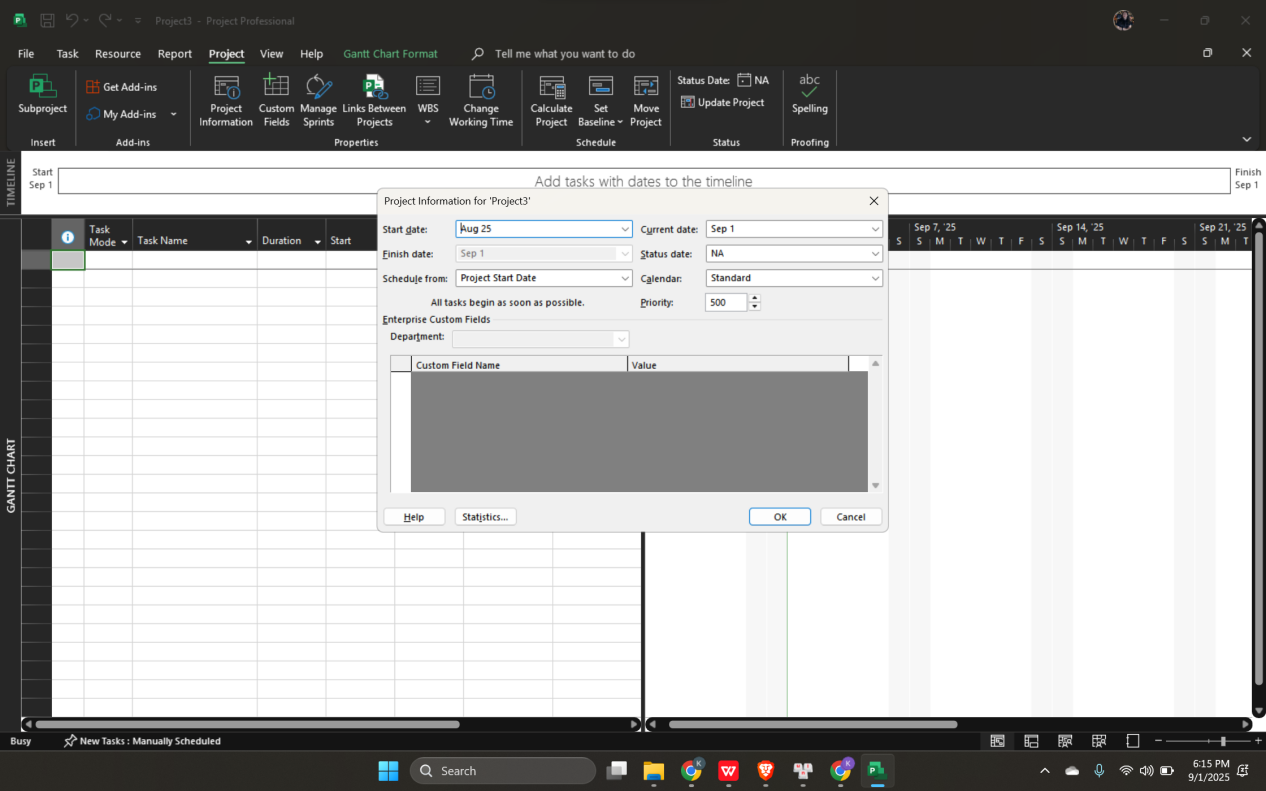 Project3 - Project Professional
File Task Resource Report Project View Help Gantt Chart Format Tell me what you want to do
Subproject
Insert
Get Add-ins
My Add-ins
Add-ins
Project Information
Custom Fields
Manage Sprints
Links Between Projects
WBS
Change Working Time
Properties
Calculate Project
Set Baseline
Move Project
Schedule
Status Date: NA
Update Project
Status
abc
Spelling
Proofing
TIMELINE
Start
Sep 1
Add tasks with dates to the timeline
Finish
Sep 1
GANTT CHART
Task Mode
Task Name
Duration
Start
Sep 7, '25 Sep 14, '25 Sep 21, '25
S S M T W T F S S M T W T F S S M T
Project Information for 'Project3'
Start date: Aug 25 Current date: Sep 1
Finish date: Sep 1 Status date: NA
Schedule from: Project Start Date Calendar: Standard
All tasks begin as soon as possible. Priority: 500
Enterprise Custom Fields
Department:
Custom Field Name Value
Help Statistics... OK Cancel
Busy New Tasks : Manually Scheduled
Search
K
K
6:15 PM
9/1/2025